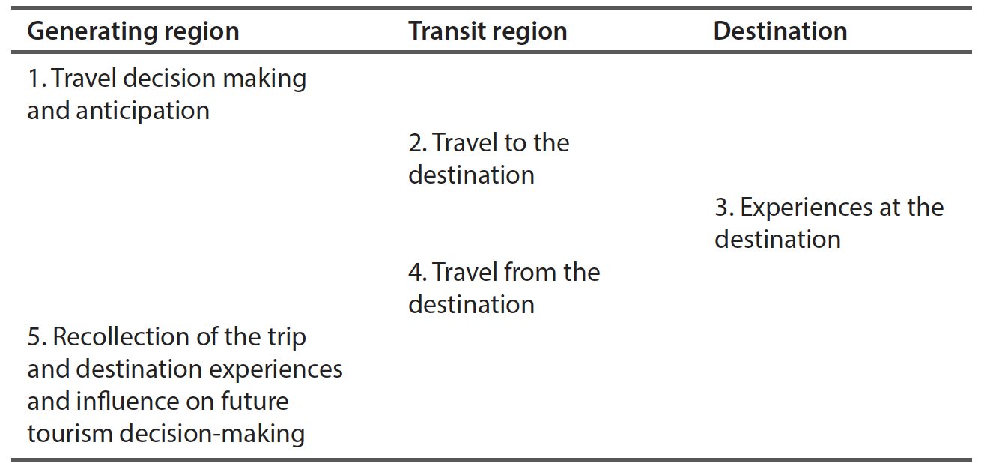 Generating region Transit region Destination
1. Travel decision making
and anticipation
2. Travel to the
destination
3. Experiences at the
destination
4. Travel from the
destination
5. Recollection of the trip
and destination experiences
and influence on future
tourism decision-making